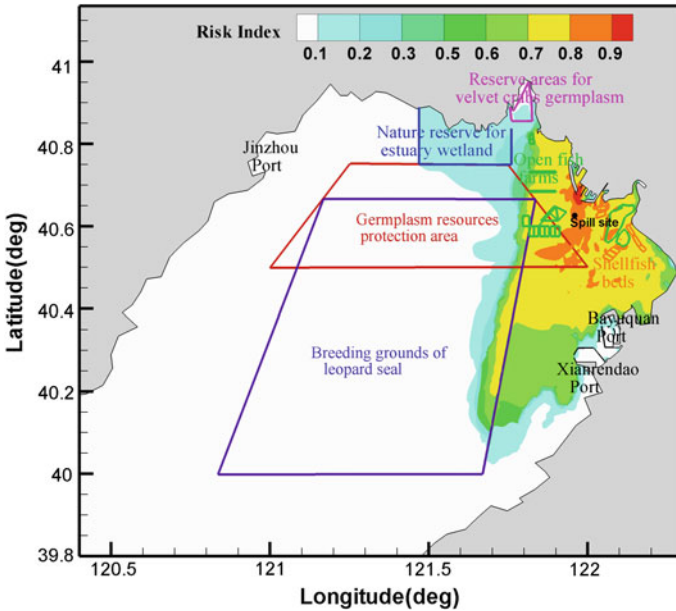 Risk Index
0.1 0.2 0.3 0.5 0.6 0.7 0.8 0.9
Reserve areas for
velvet crabs germplasm
Nature reserve for
estuary wetland
Jinzhou
Port
Open fish
farms
Germplasm resources
protection area
Spill site
Shellfish
beds
Bayuquan
Port
Breeding grounds of
leopard seal
Xianrendao
Port
Latitude(deg)
41
40.8
40.6
40.4
40.2
40
39.8
120.5 121 121.5 122
Longitude(deg)